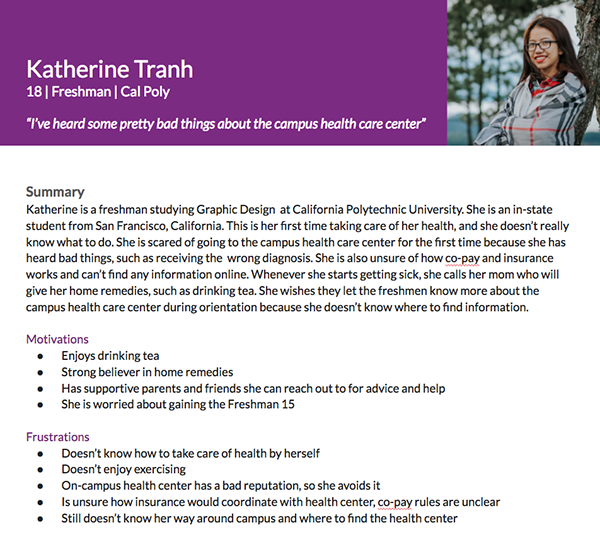 Katherine Tranh
18 | Freshman | Cal Poly
“I’ve heard some pretty bad things about the campus health care center”
Summary
Katherine is a freshman studying Graphic Design at California Polytechnic University. She is an in-state
student from San Francisco, California. This is her first time taking care of her health, and she doesn’t really
know what to do. She is scared of going to the campus health care center for the first time because she has
heard bad things, such as receiving the wrong diagnosis. She is also unsure of how co-pay and insurance
works and can’t find any information online. Whenever she starts getting sick, she calls her mom who will
give her home remedies, such as drinking tea. She wishes they let the freshmen know more about the
campus health care center during orientation because she doesn’t know where to find information.
Motivations
● Enjoys drinking tea
● Strong believer in home remedies
● Has supportive parents and friends she can reach out to for advice and help
● She is worried about gaining the Freshman 15
Frustrations
● Doesn’t know how to take care of health by herself
● Doesn’t enjoy exercising
● On-campus health center has a bad reputation, so she avoids it
● Is unsure how insurance would coordinate with health center, co-pay rules are unclear
● Still doesn’t know her way around campus and where to find the health center